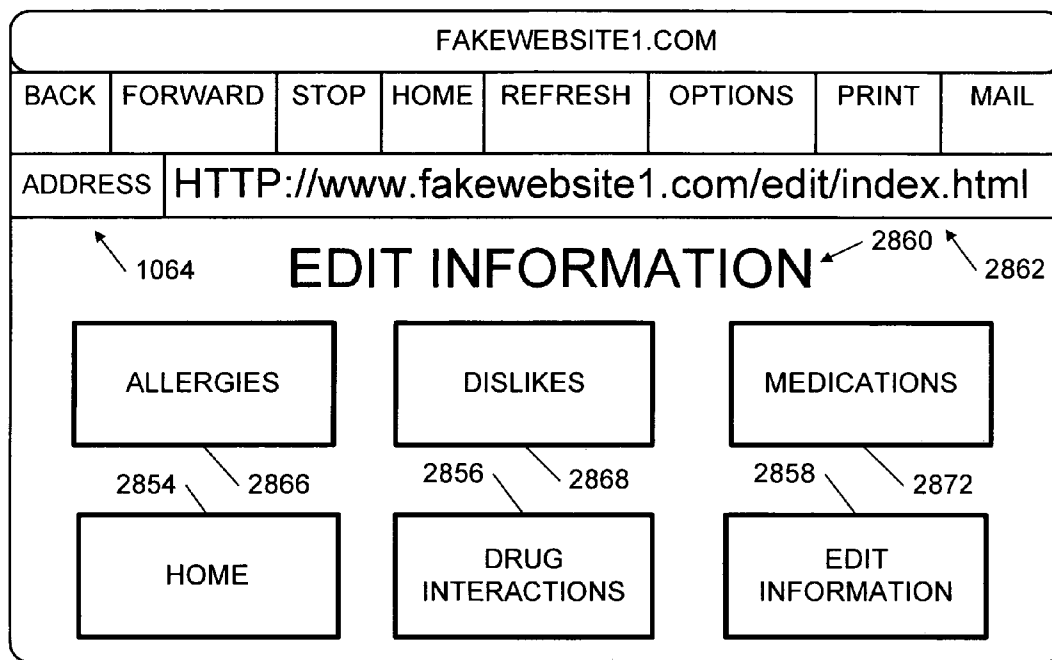 FAKEWEBSITE1.COM
BACK FORWARD STOP HOME REFRESH OPTIONS PRINT MAIL
ADDRESS HTTP://www.fakewebsite1.com/edit/index.html
1064 EDIT INFORMATION 2860 2862
ALLERGIES DISLIKES MEDICATIONS
2854 2866 2856 2868 2858 2872
HOME DRUG INTERACTIONS EDIT INFORMATION